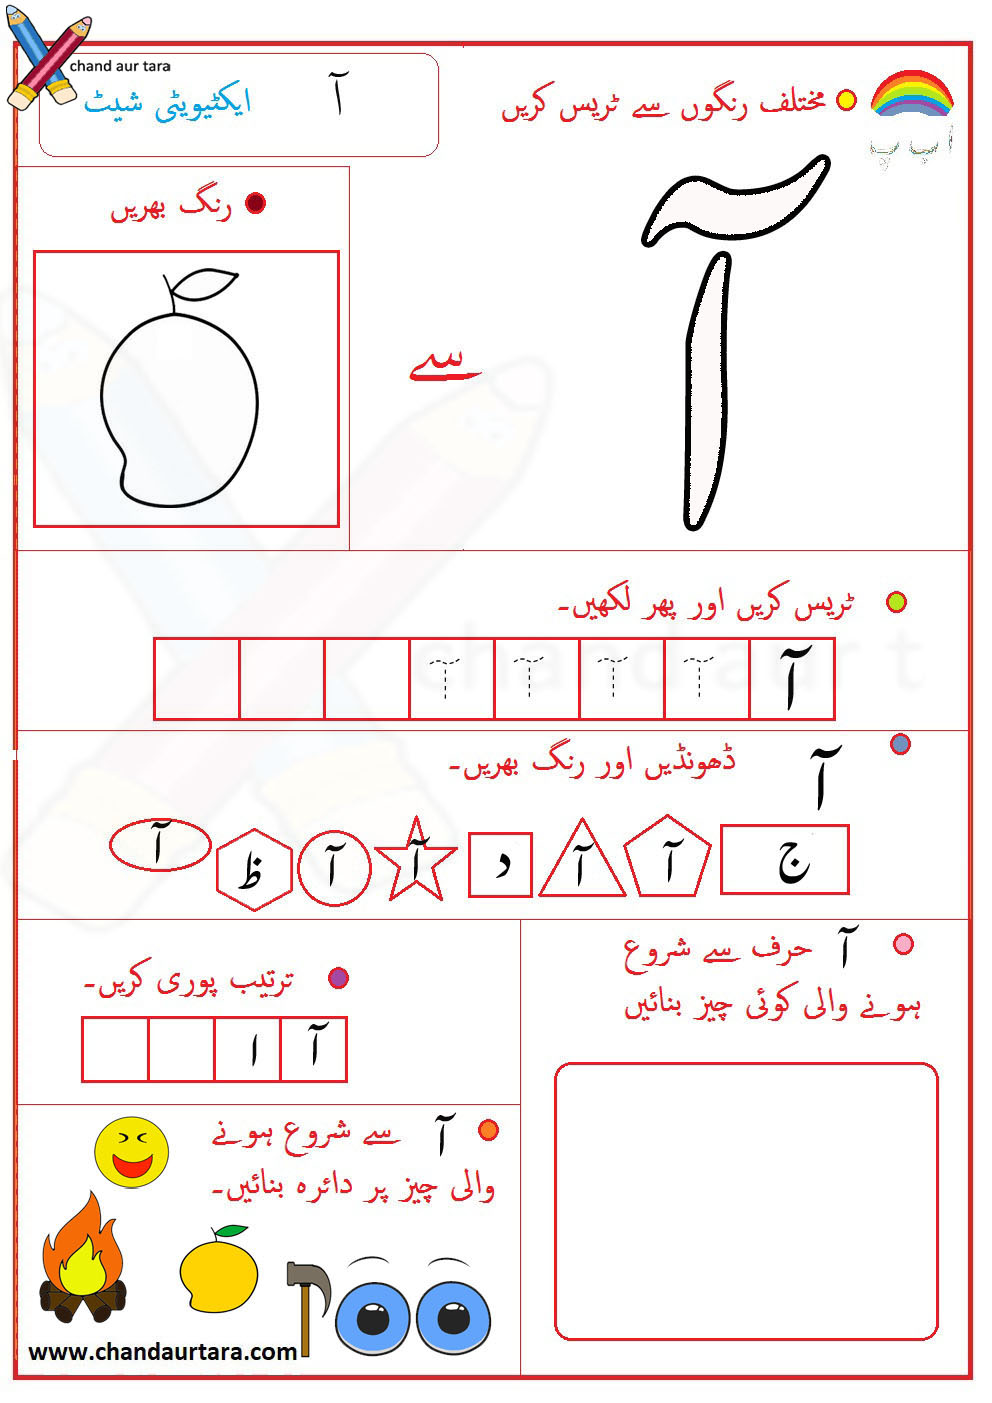 chand aur tara
آ ایکٹیویٹی شیٹ
مختلف رنگوں سے ٹریس کریں
رنگ بھریں
آ
سے
ٹریس کریں اور پھر لکھیں۔
آ آ آ آ آ
آ ڈھونڈیں اور رنگ بھریں۔
ج آ آ د آ آ ظ آ
آ حرف سے شروع
ہونے والی کوئی چیز بنائیں
ترتیب پوری کریں۔
آ ا
آ سے شروع ہونے
والی چیز پر دائرہ بنائیں۔
www.chandaurtara.com
chand aur t